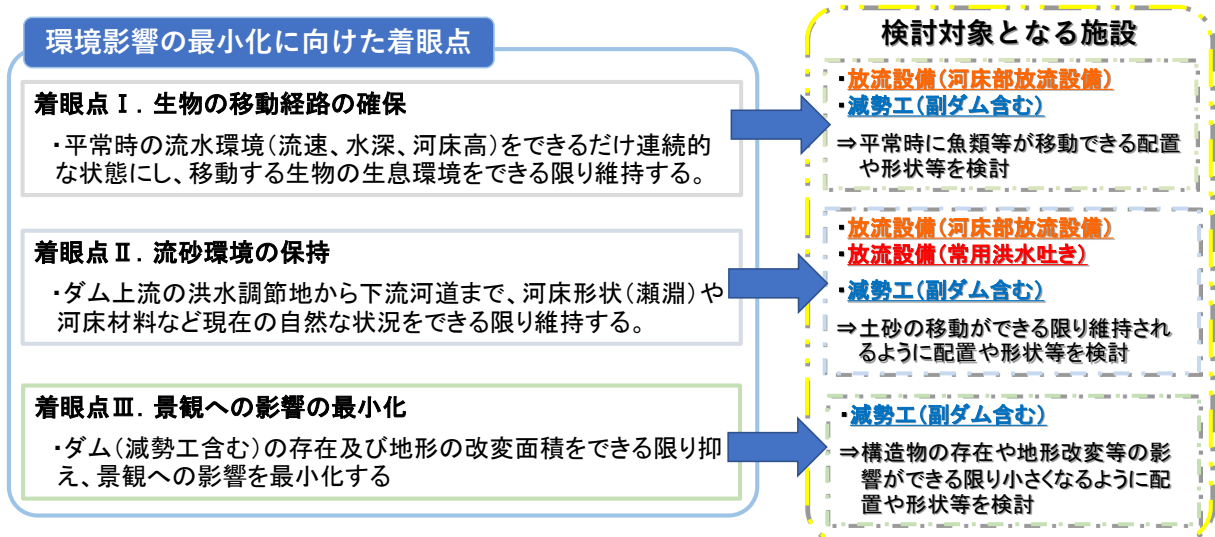 環境影響の最小化に向けた着眼点
着眼点Ⅰ．生物の移動経路の確保
・平常時の流水環境（流速、水深、河床高）をできるだけ連続的
な状態にし、移動する生物の生息環境をできる限り維持する。
着眼点Ⅱ．流砂環境の保持
・ダム上流の洪水調節地から下流河道まで、河床形状（瀬淵）や
河床材料など現在の自然な状況をできる限り維持する。
着眼点Ⅲ．景観への影響の最小化
・ダム（減勢工含む）の存在及び地形の改変面積をできる限り抑
え、景観への影響を最小化する
検討対象となる施設
・放流設備（河床部放流設備）
・減勢工（副ダム含む）
⇒平常時に魚類等が移動できる配置
や形状等を検討
・放流設備（河床部放流設備）
・放流設備（常用洪水吐き）
・減勢工（副ダム含む）
⇒土砂の移動ができる限り維持され
るように配置や形状等を検討
・減勢工（副ダム含む）
⇒構造物の存在や地形改変等の影
響ができる限り小さくなるように配
置や形状等を検討